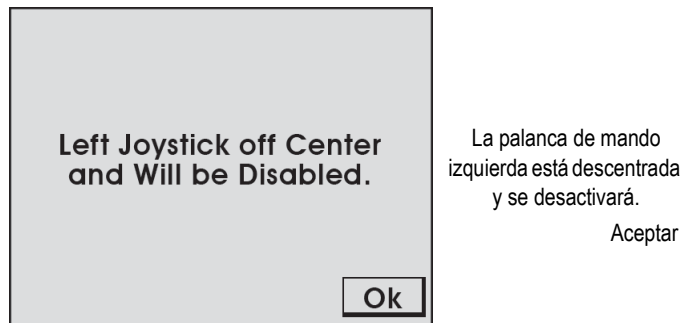 Left Joystick off Center
and Will be Disabled.
Ok
La palanca de mando
izquierda está descentrada
y se desactivará.
Aceptar